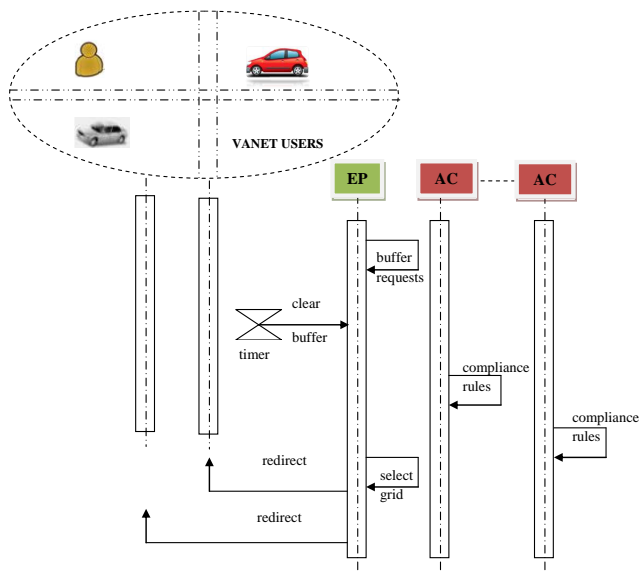 VANET USERS
EP
AC
AC
buffer
requests
clear
buffer
timer
compliance
rules
compliance
rules
select
grid
redirect
redirect